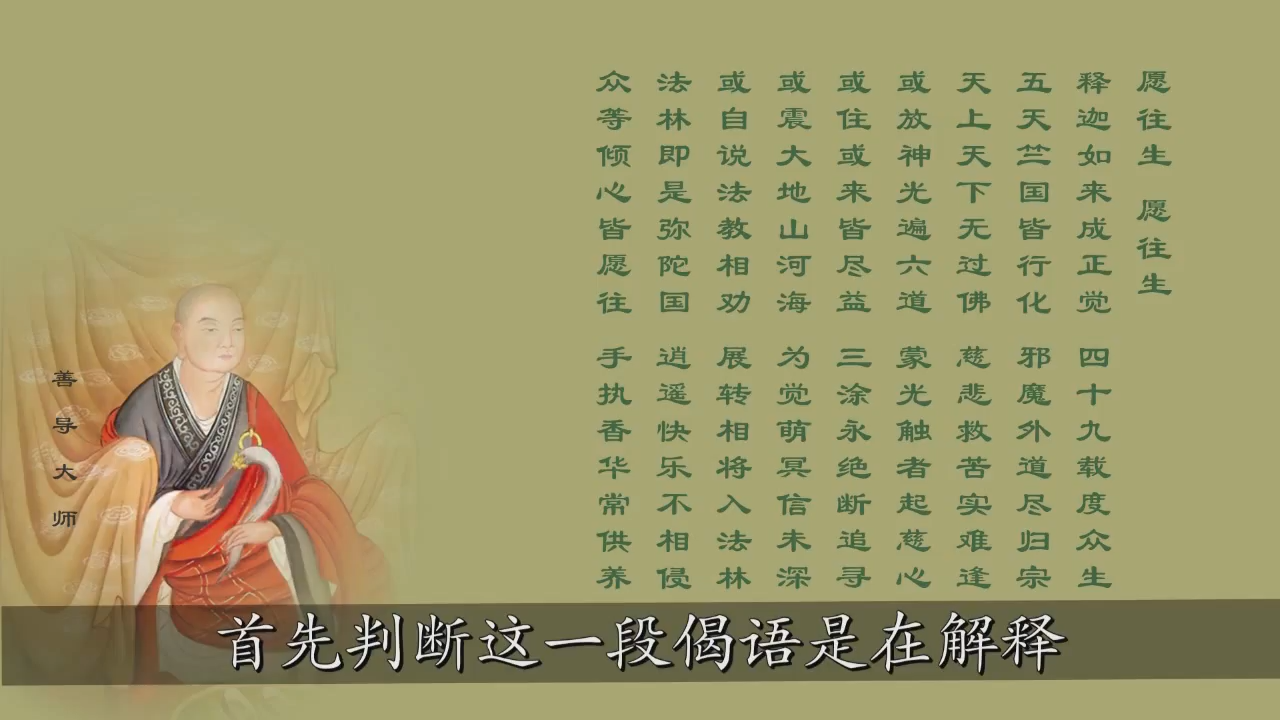 愿往生 愿往生
释迦如来成正觉 四十九载度众生
五天竺国皆行化 邪魔外道尽归宗
天上天下无过佛 慈悲救苦实难逢
或放神光遍六道 蒙光触者起慈心
或住或来皆尽益 三涂永绝断追寻
或震大地山河海 为觉萌冥信未深
或自说法教相劝 展转相将入法林
法林即是弥陀国 逍遥快乐不相侵
众等倾心皆愿往 手执香华常供养
善导大师
首先判断这一段偈语是在解释